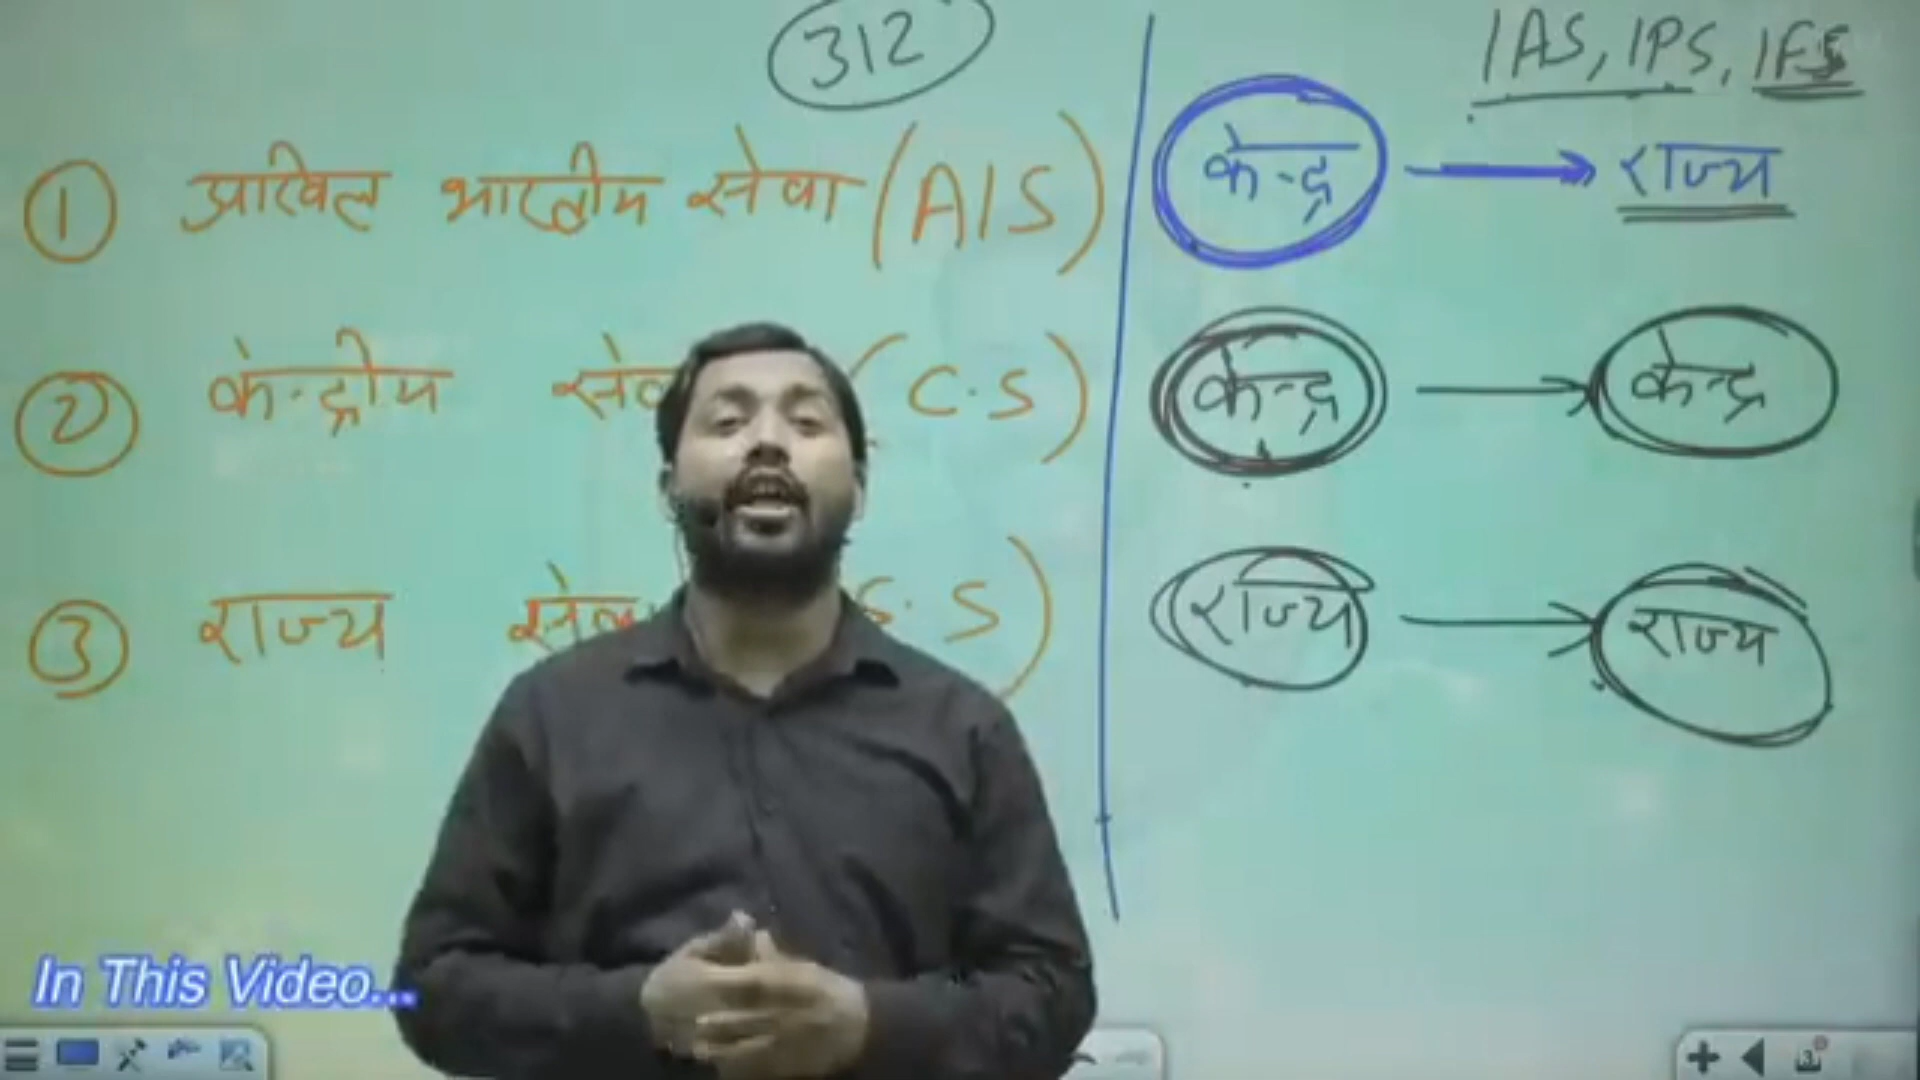 312
IAS, IPS, IFS
① अखिल भारतीय सेवा (AIS)
केन्द्र → राज्य
② केन्द्रीय (C.S)
केन्द्र → केन्द्र
③ राज्य S)
राज्य → राज्य
In This Video...